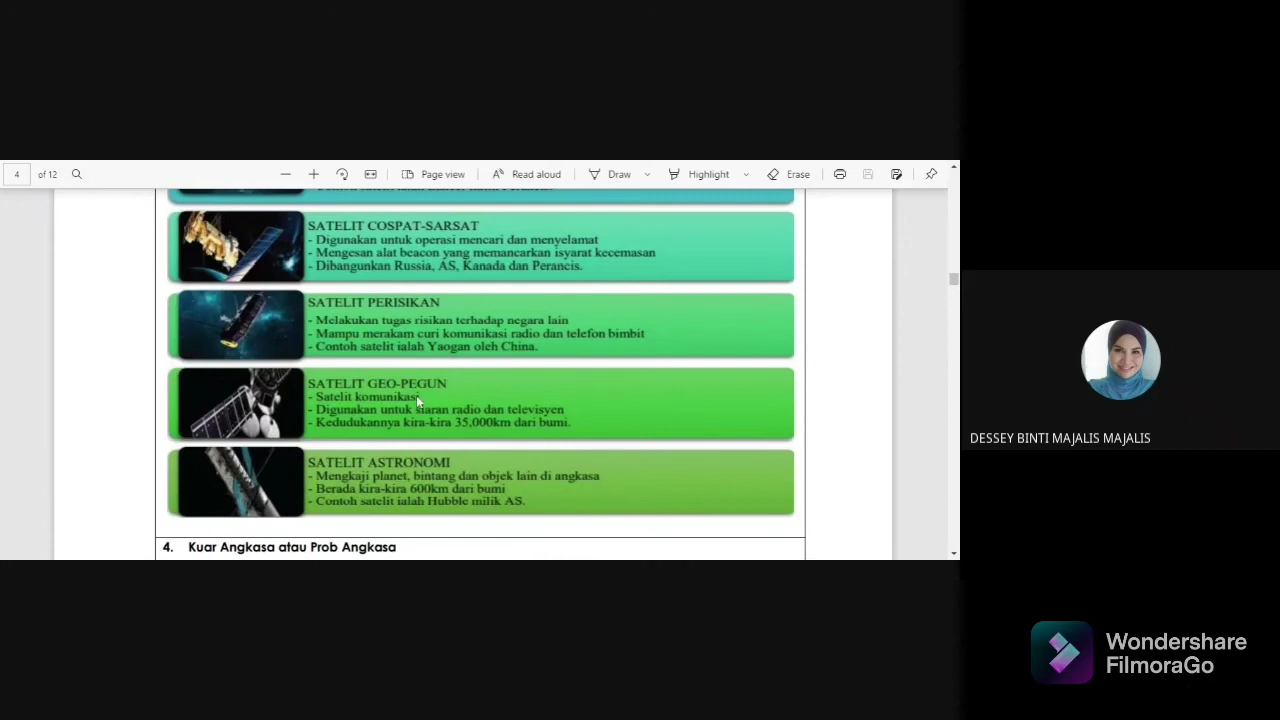 4 of 12
Page view
Read aloud
Draw
Highlight
Erase
SATELIT COSPAT-SARSAT
- Digunakan untuk operasi mencari dan menyelamat
- Mengesan alat beacon yang memancarkan isyarat kecemasan
- Dibangunkan Russia, AS, Kanada dan Perancis.
SATELIT PERISIKAN
- Melakukan tugas risikan terhadap negara lain
- Mampu merakam curi komunikasi radio dan telefon bimbit
- Contoh satelit ialah Yaogan oleh China.
SATELIT GEO-PEGUN
- Satelit komunikasi
- Digunakan untuk siaran radio dan televisyen
- Kedudukannya kira-kira 35,000km dari bumi.
SATELIT ASTRONOMI
- Mengkaji planet, bintang dan objek lain di angkasa
- Berada kira-kira 600km dari bumi
- Contoh satelit ialah Hubble milik AS.
4. Kuar Angkasa atau Prob Angkasa
DESSEY BINTI MAJALIS MAJALIS
Wondershare
FilmoraGo